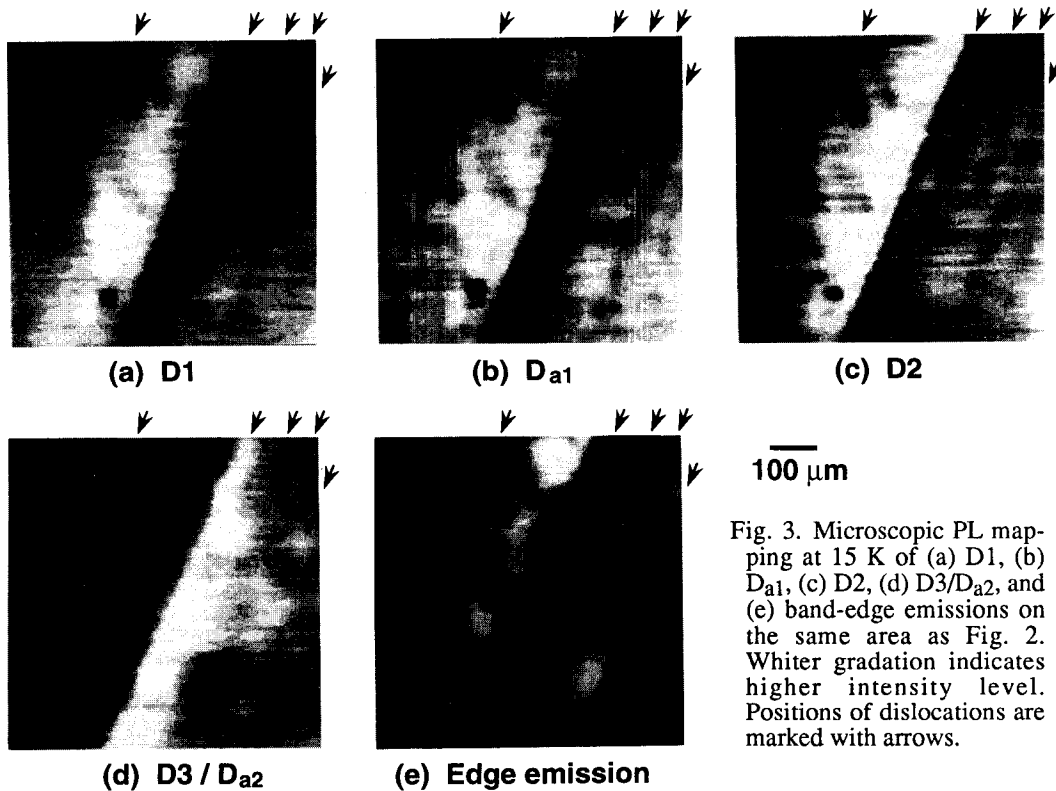 (a) D1
(b) Da1
(c) D2
(d) D3 / Da2
(e) Edge emission
100 μm
Fig. 3. Microscopic PL map-
ping at 15 K of (a) D1, (b)
Da1, (c) D2, (d) D3/Da2, and
(e) band-edge emissions on
the same area as Fig. 2.
Whiter gradation indicates
higher intensity level.
Positions of dislocations are
marked with arrows.